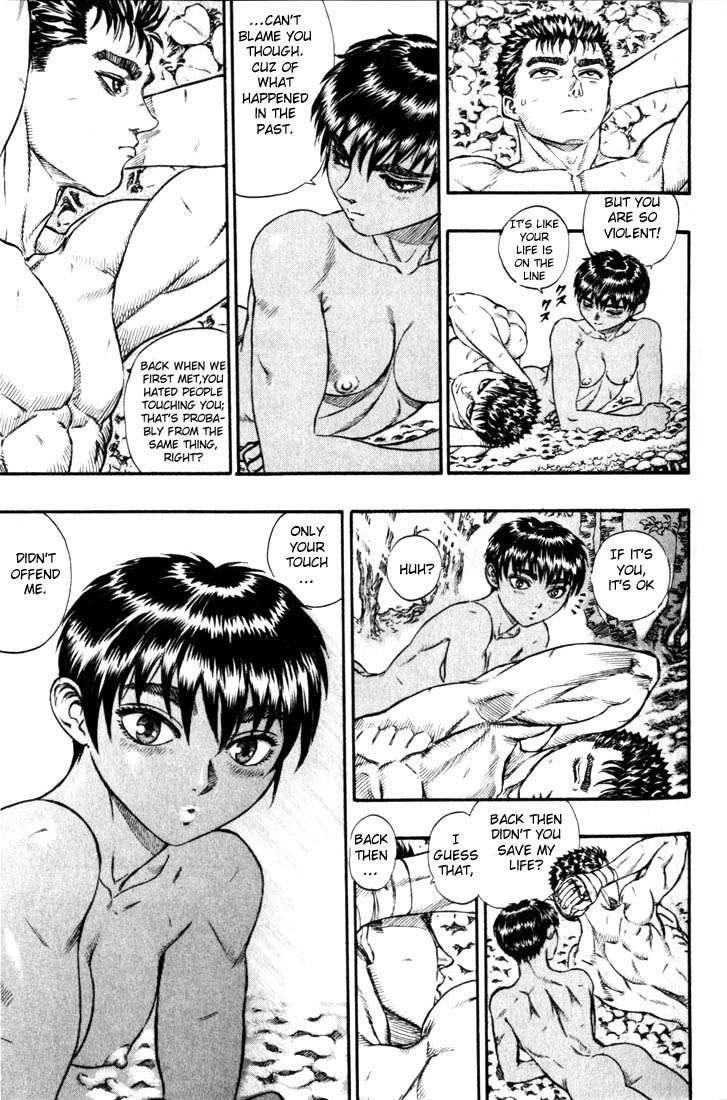 BUT YOU
ARE SO
VIOLENT!
IT'S LIKE
YOUR
LIFE IS
ON THE
LINE
クス
クス
...CAN'T
BLAME YOU
THOUGH.
CUZ OF
WHAT
HAPPENED
IN THE
PAST.
BACK WHEN WE
FIRST MET,YOU
HATED PEOPLE
TOUCHING YOU;
THAT'S PROBA-
BLY FROM THE
SAME THING,
RIGHT?
IF IT'S
YOU,
IT'S OK
HUH?
BACK THEN
DIDN'T YOU
SAVE MY
LIFE?
I
GUESS
THAT,
BACK
THEN
...
ONLY
YOUR
TOUCH
...
DIDN'T
OFFEND
ME.